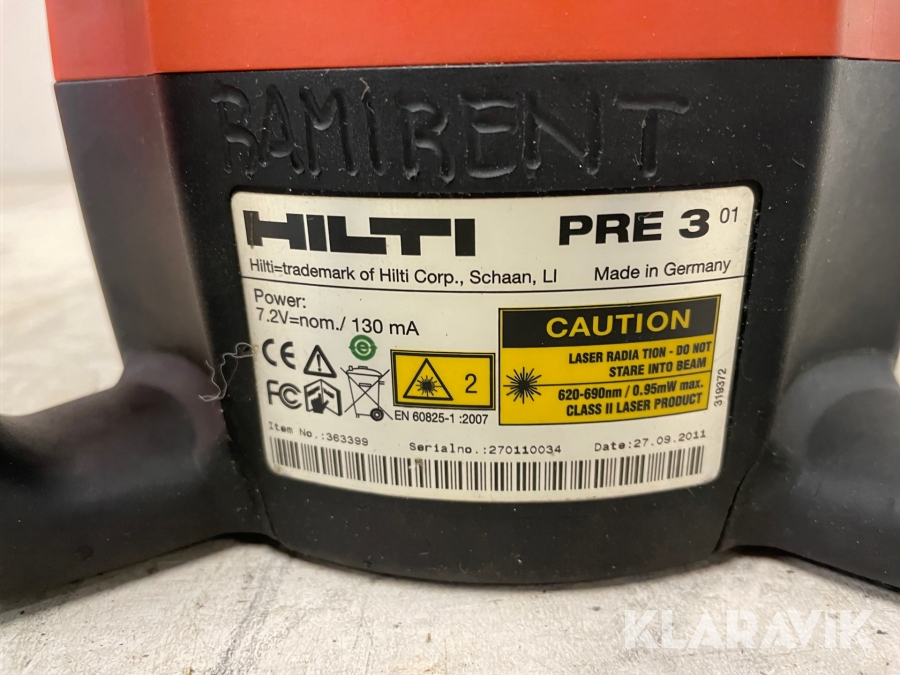 RAMIRENT
HILTI PRE 3 01
Hilti=trademark of Hilti Corp., Schaan, LI Made in Germany
Power:
7.2V=nom./ 130 mA
CAUTION
LASER RADIA TION - DO NOT
STARE INTO BEAM
620-690nm / 0.95mW max.
CLASS II LASER PRODUCT
319372
CE
FC
2
EN 60825-1 :2007
Item No.:363399 Serialno.:270110034 Date:27.09.2011
KLARAVIK